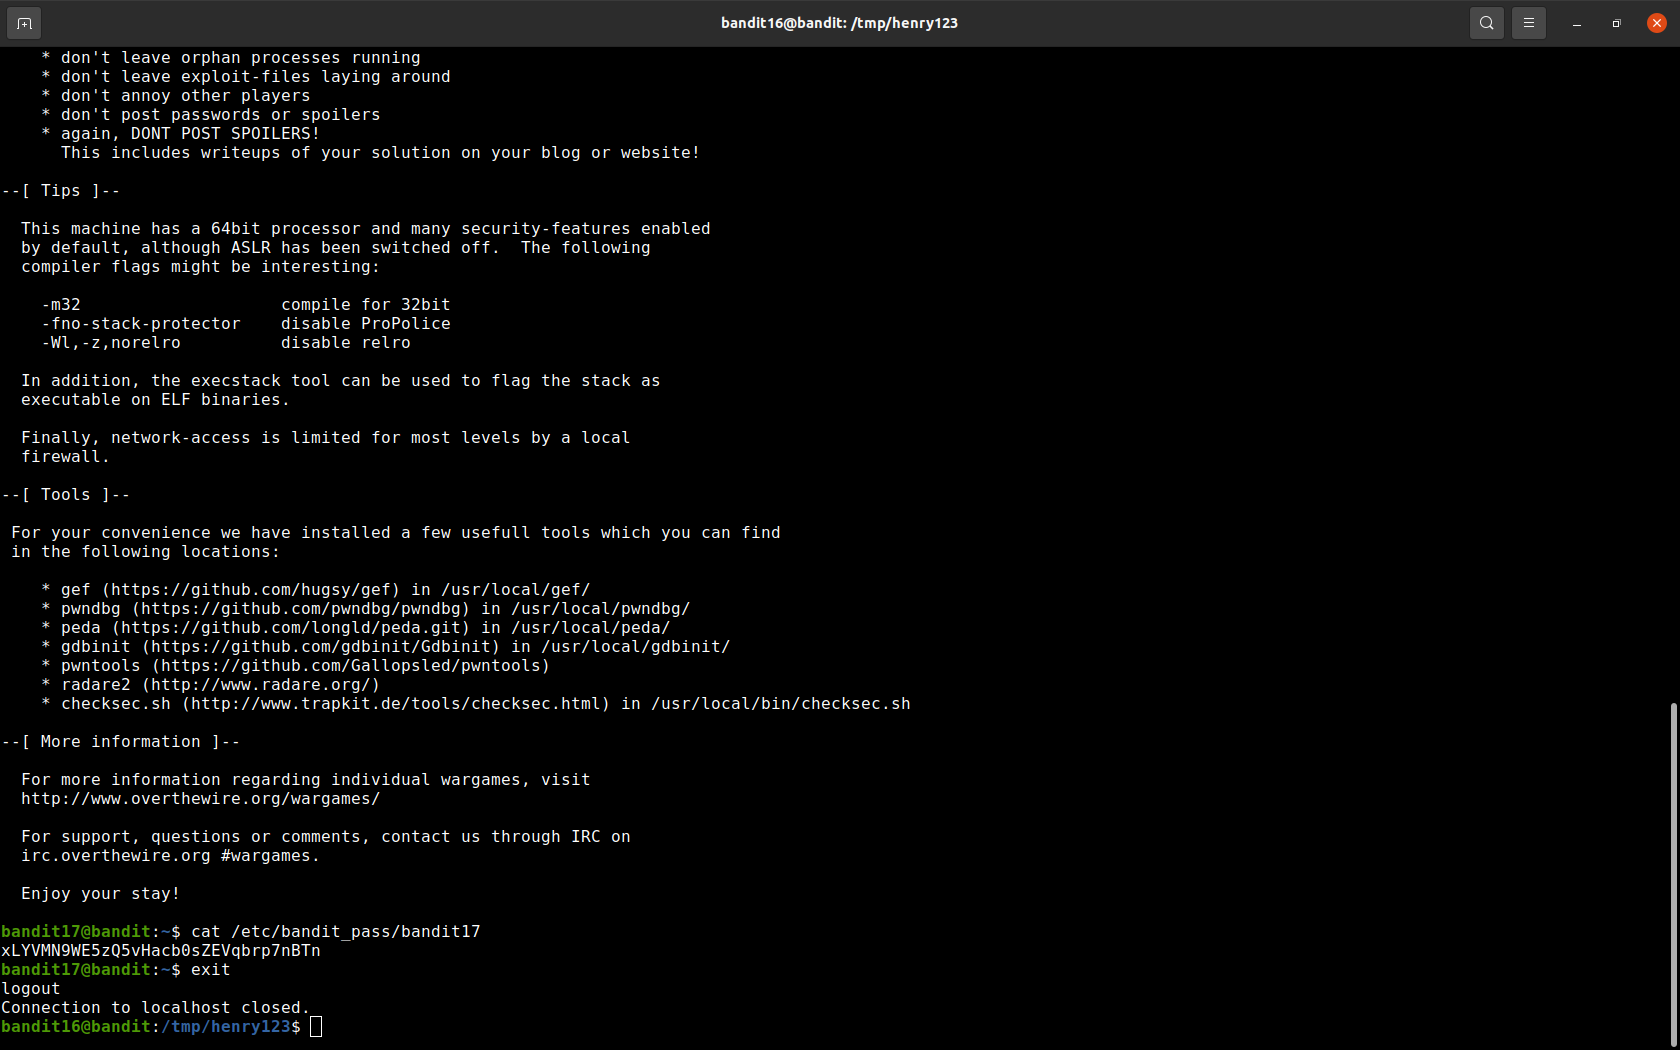 bandit16@bandit: /tmp/henry123
* don't leave orphan processes running
* don't leave exploit-files laying around
* don't annoy other players
* don't post passwords or spoilers
* again, DONT POST SPOILERS!
This includes writeups of your solution on your blog or website!
--[ Tips ]--
This machine has a 64bit processor and many security-features enabled
by default, although ASLR has been switched off.  The following
compiler flags might be interesting:
-m32                    compile for 32bit
-fno-stack-protector    disable ProPolice
-Wl,-z,norelro          disable relro
In addition, the execstack tool can be used to flag the stack as
executable on ELF binaries.
Finally, network-access is limited for most levels by a local
firewall.
--[ Tools ]--
For your convenience we have installed a few usefull tools which you can find
in the following locations:
* gef (https://github.com/hugsy/gef) in /usr/local/gef/
* pwndbg (https://github.com/pwndbg/pwndbg) in /usr/local/pwndbg/
* peda (https://github.com/longld/peda.git) in /usr/local/peda/
* gdbinit (https://github.com/gdbinit/Gdbinit) in /usr/local/gdbinit/
* pwntools (https://github.com/Gallopsled/pwntools)
* radare2 (http://www.radare.org/)
* checksec.sh (http://www.trapkit.de/tools/checksec.html) in /usr/local/bin/checksec.sh
--[ More information ]--
For more information regarding individual wargames, visit
http://www.overthewire.org/wargames/
For support, questions or comments, contact us through IRC on
irc.overthewire.org #wargames.
Enjoy your stay!
bandit17@bandit:~$ cat /etc/bandit_pass/bandit17
xLYVMN9WE5zQ5vHacb0sZEVqbrp7nBTn
bandit17@bandit:~$ exit
logout
Connection to localhost closed.
bandit16@bandit:/tmp/henry123$